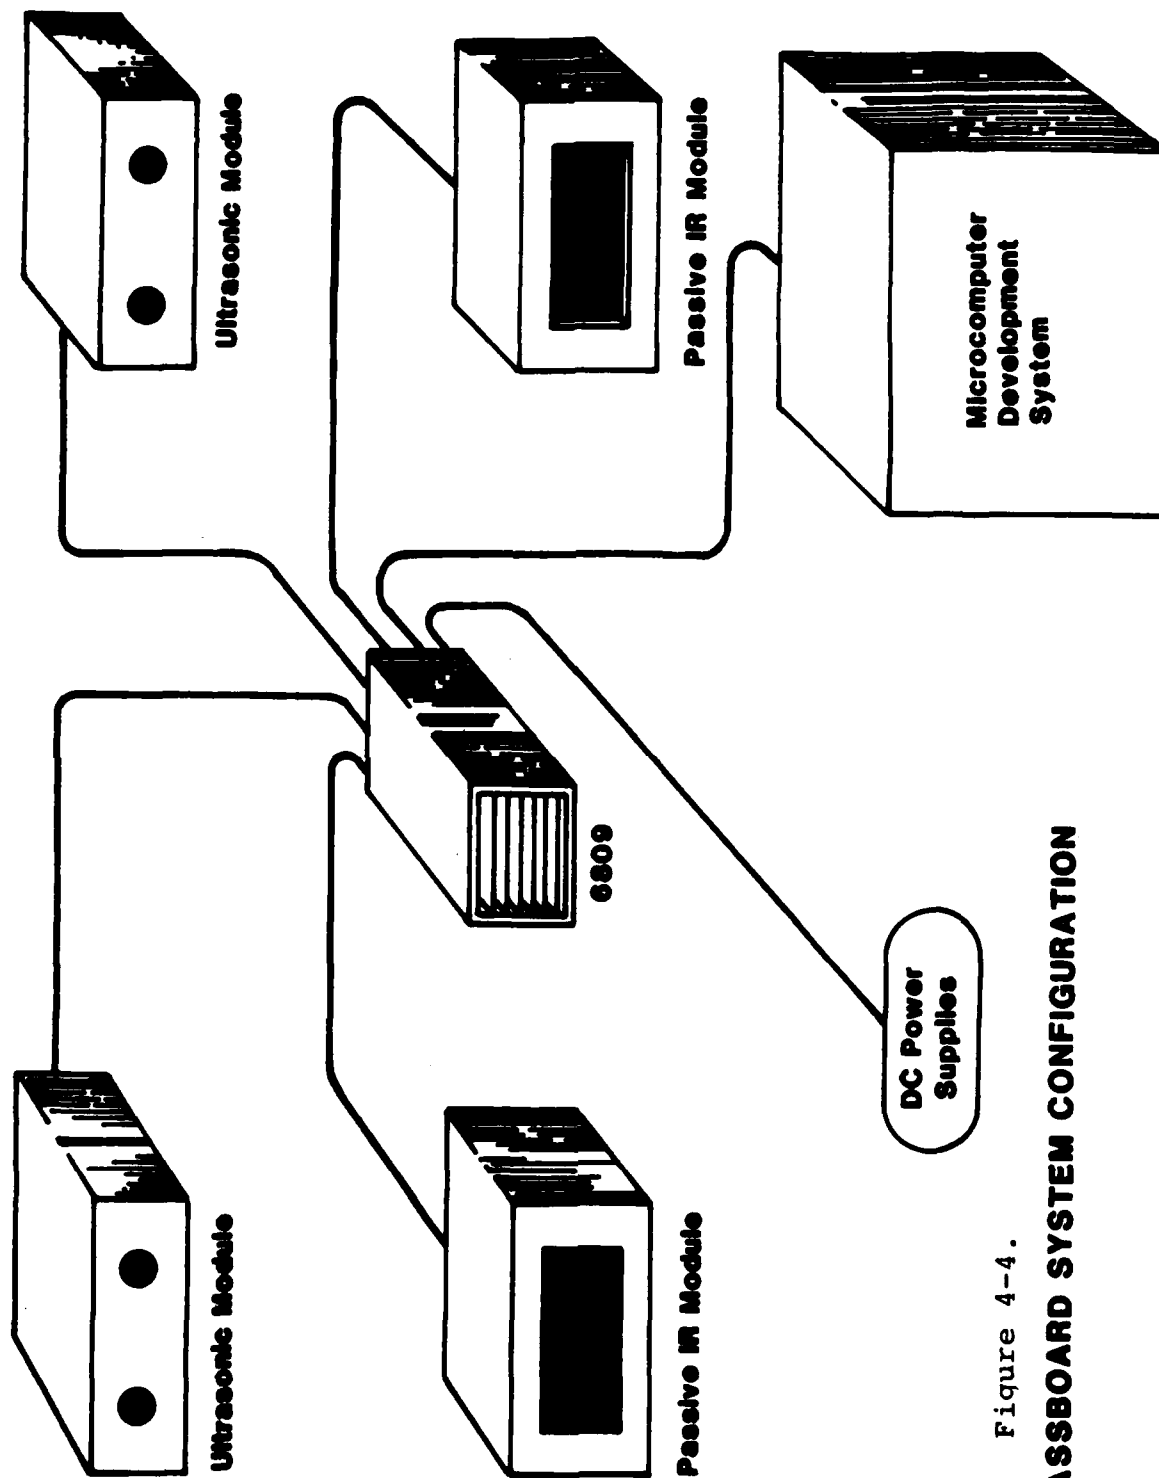 Ultrasonic Module
Ultrasonic Module
6809
Passive IR Module
Passive IR Module
DC Power
Supplies
Microcomputer
Development
System
Figure 4-4.
ASSBOARD SYSTEM CONFIGURATION